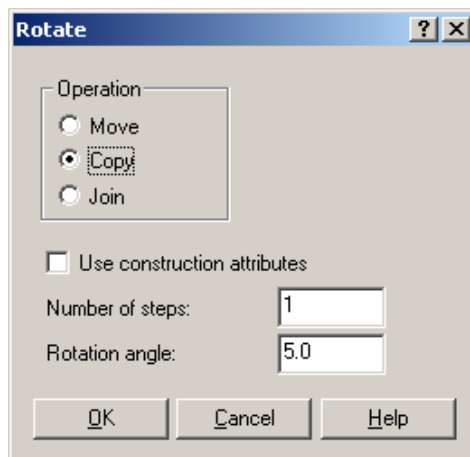 Rotate
Operation
Move
Copy
Join
Use construction attributes
Number of steps: 1
Rotation angle: 5.0
OK Cancel Help